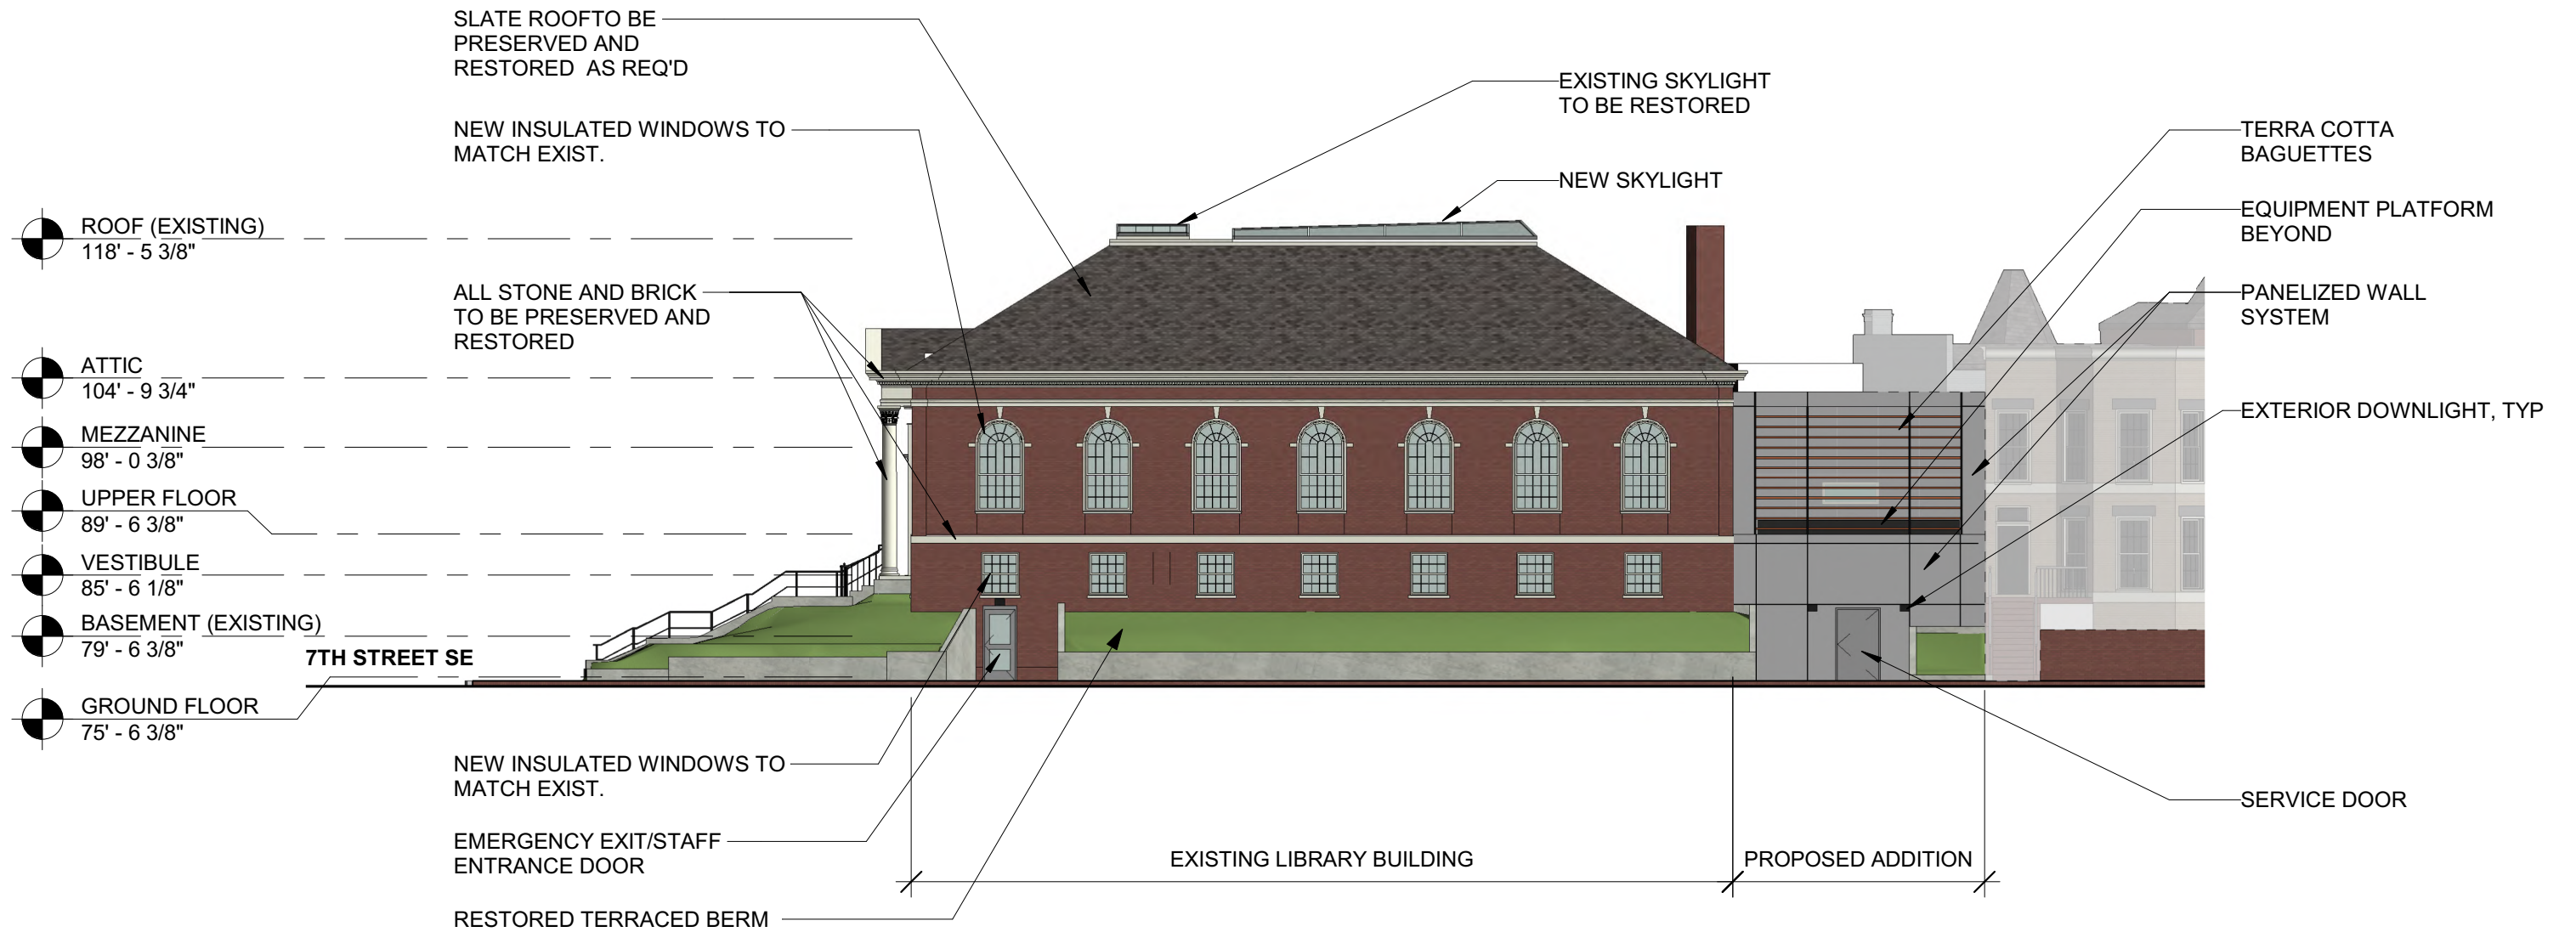 SLATE ROOFTO BE
PRESERVED AND
RESTORED AS REQ'D
NEW INSULATED WINDOWS TO
MATCH EXIST.
EXISTING SKYLIGHT
TO BE RESTORED
NEW SKYLIGHT
TERRA COTTA
BAGUETTES
EQUIPMENT PLATFORM
BEYOND
PANELIZED WALL
SYSTEM
EXTERIOR DOWNLIGHT, TYP
ROOF (EXISTING)
118' - 5 3/8"
ALL STONE AND BRICK
TO BE PRESERVED AND
RESTORED
ATTIC
104' - 9 3/4"
MEZZANINE
98' - 0 3/8"
UPPER FLOOR
89' - 6 3/8"
VESTIBULE
85' - 6 1/8"
BASEMENT (EXISTING)
79' - 6 3/8"
7TH STREET SE
GROUND FLOOR
75' - 6 3/8"
NEW INSULATED WINDOWS TO
MATCH EXIST.
EMERGENCY EXIT/STAFF
ENTRANCE DOOR
RESTORED TERRACED BERM
EXISTING LIBRARY BUILDING
PROPOSED ADDITION
SERVICE DOOR